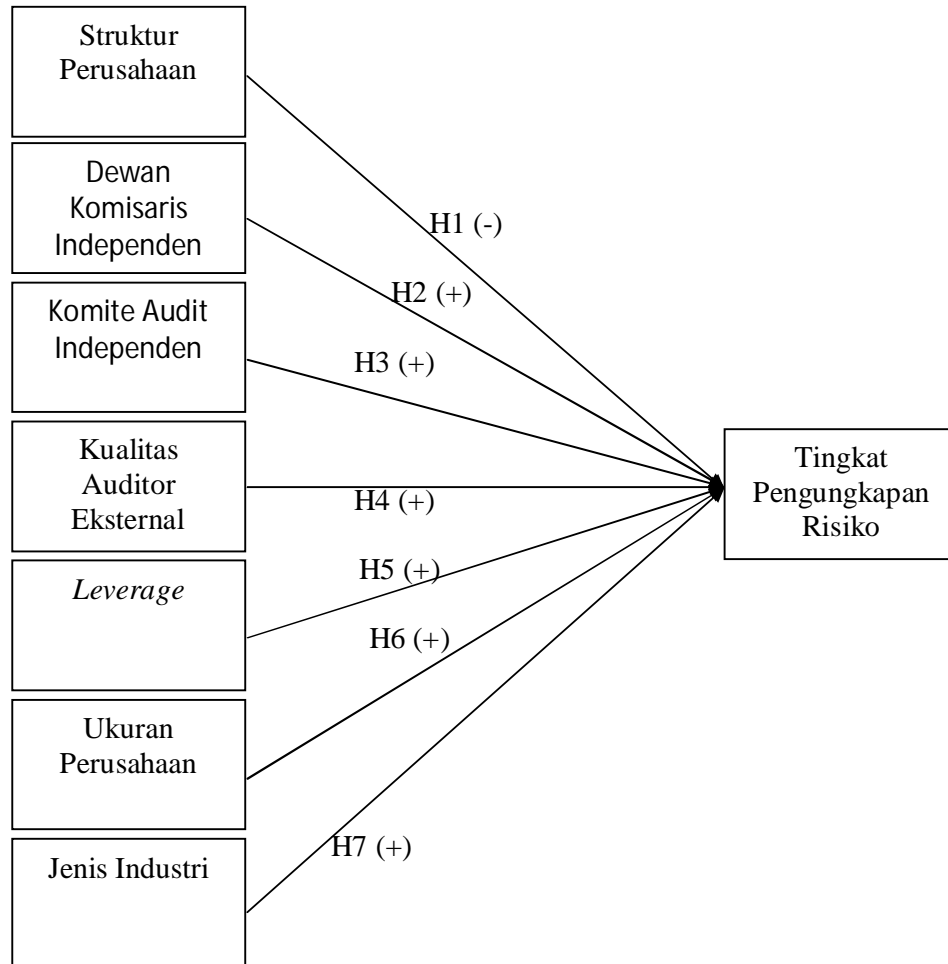 Struktur
Perusahaan
Dewan
Komisaris
Independen
H1 (-)
H2 (+)
Komite Audit
Independen
H3 (+)
Kualitas
Auditor
Eksternal
H4 (+)
Tingkat
Pengungkapan
Risiko
Leverage
H5 (+)
H6 (+)
Ukuran
Perusahaan
H7 (+)
Jenis Industri